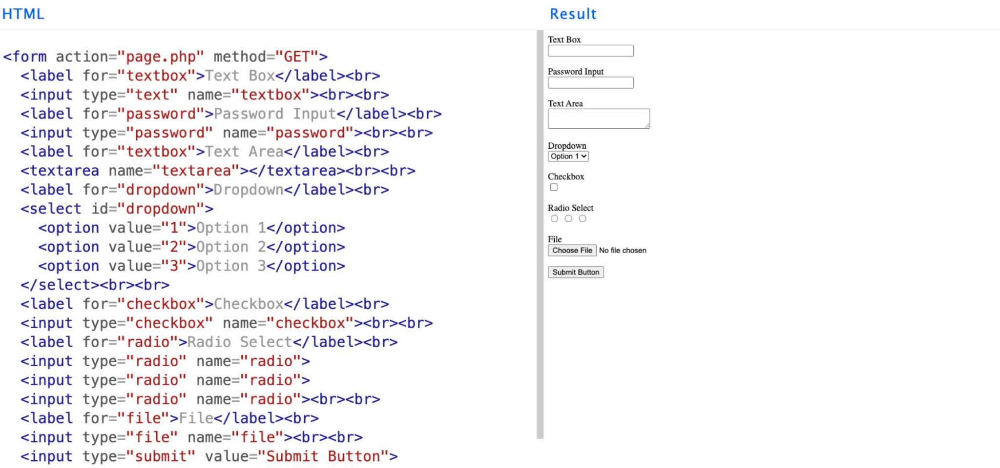 HTML
<form action="page.php" method="GET">
<label for="textbox">Text Box</label><br>
<input type="text" name="textbox"><br><br>
<label for="password">Password Input</label><br>
<input type="password" name="password"><br><br>
<label for="textbox">Text Area</label><br>
<textarea name="textarea"></textarea><br><br>
<label for="dropdown">Dropdown</label><br>
<select id="dropdown">
<option value="1">Option 1</option>
<option value="2">Option 2</option>
<option value="3">Option 3</option>
</select><br><br>
<label for="checkbox">Checkbox</label><br>
<input type="checkbox" name="checkbox"><br><br>
<label for="radio">Radio Select</label><br>
<input type="radio" name="radio">
<input type="radio" name="radio">
<input type="radio" name="radio"><br><br>
<label for="file">File</label><br>
<input type="file" name="file"><br><br>
<input type="submit" value="Submit Button">
Result
Text Box
Password Input
Text Area
Dropdown
Option 1
Checkbox
Radio Select
File
Choose File No file chosen
Submit Button